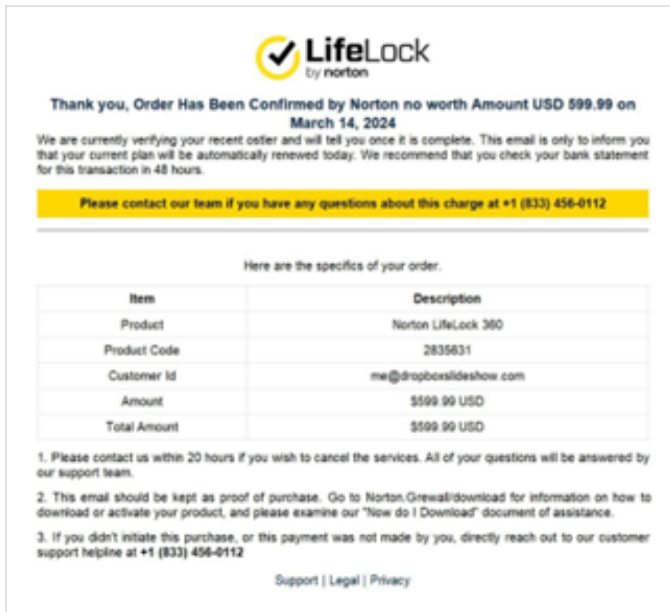 LifeLock
by norton
Thank you, Order Has Been Confirmed by Norton no worth Amount USD 599.99 on
March 14, 2024
We are currently verifying your recent ostler and will tell you once it is complete. This email is only to inform you
that your current plan will be automatically renewed today. We recommend that you check your bank statement
for this transaction in 48 hours.
Please contact our team if you have any questions about this charge at +1 (833) 456-0112
Here are the specifics of your order.
Item Description
Product Norton LifeLock 360
Product Code 2835631
Customer Id me@dropboxslideshow.com
Amount $599.99 USD
Total Amount $599.99 USD
1. Please contact us within 20 hours if you wish to cancel the services. All of your questions will be answered by
our support team.
2. This email should be kept as proof of purchase. Go to Norton.Grewall/download for information on how to
download or activate your product, and please examine our "Now do I Download" document of assistance.
3. If you didn't initiate this purchase, or this payment was not made by you, directly reach out to our customer
support helpline at +1 (833) 456-0112
Support | Legal | Privacy